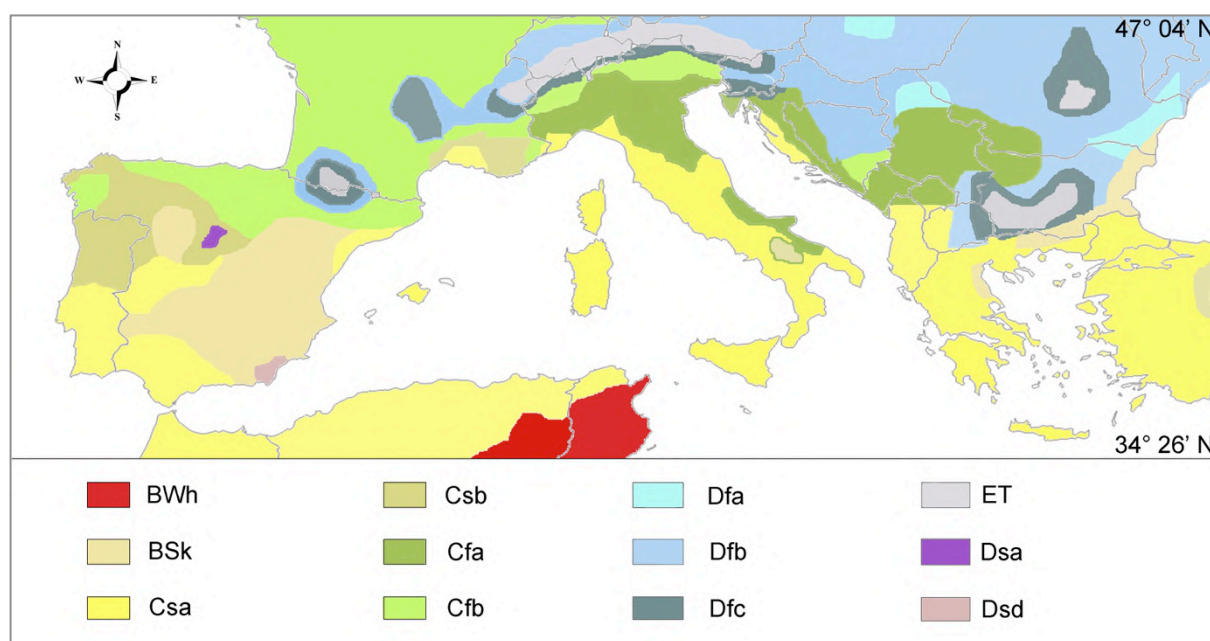 47° 04' N
N
W E
S
34° 26' N
BWh Csb Dfa ET
BSk Cfa Dfb Dsa
Csa Cfb Dfc Dsd